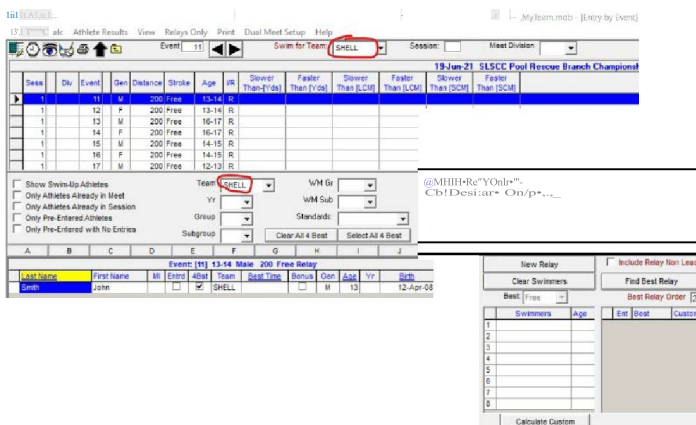 MyTeam.mdb - [Entry by Event]
Athlete Results View Relays Only Print Dual Meet Setup Help
Event 11 Swim for Team: SHELL Session: Meet Division
19-Jun-21 SLSCC Pool Rescue Branch Champions
Sess Div Event Gen Distance Stroke Age I/R Slower Than-[Yds] Faster Than [Yds] Slower Than [LCM] Faster Than [LCM] Slower Than [SCM] Faster Than [SCM]
1 11 M 200 Free 13-14 R
1 12 F 200 Free 13-14 R
1 13 M 200 Free 16-17 R
1 14 F 200 Free 16-17 R
1 15 M 200 Free 14-15 R
1 16 F 200 Free 14-15 R
1 17 M 200 Free 12-13 R
Show Swim-Up Athletes Team SHELL WM Gr
Only Athletes Already in Meet Yr WM Sub
Only Athletes Already in Session
Only Pre-Entered Athletes Group Standards:
Only Pre-Entered with No Entries Subgroup Clear All 4 Best Select All 4 Best
A B C D E F G H I J
Event: [11] 13-14 Male 200 Free Relay
Last Name First Name MI Entrd 4Bst Team Best Time Bonus Gen Age Yr Birth
Smith John SHELL M 13 12-Apr-08
New Relay Include Relay Non Lead
Clear Swimmers Find Best Relay
Best: Free Best Relay Order
Swimmers Age Ent Best Custom
1
2
3
4
5
6
7
8
Calculate Custom